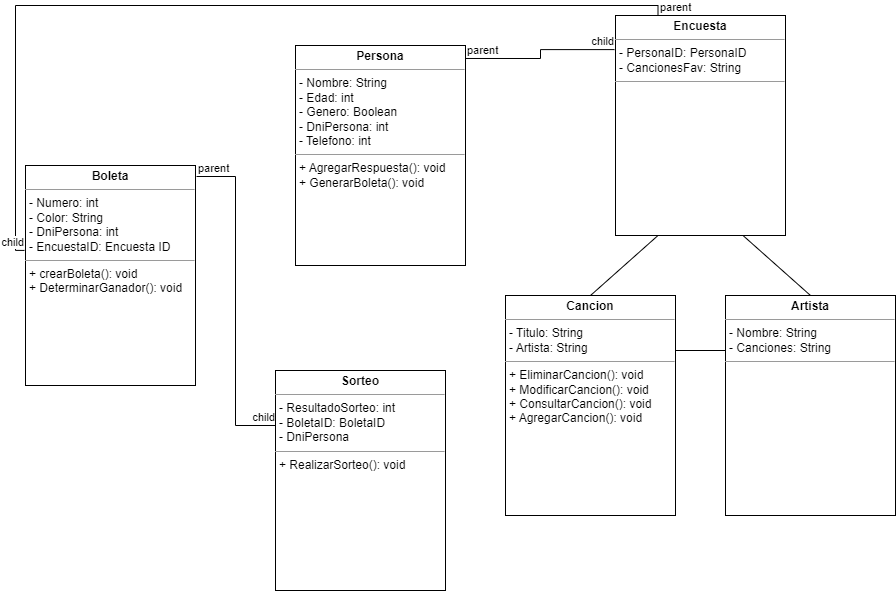 parent
Encuesta
child
- PersonaID: PersonaID
- CancionesFav: String
Persona
parent
- Nombre: String
- Edad: int
- Genero: Boolean
- DniPersona: int
- Telefono: int
+ AgregarRespuesta(): void
+ GenerarBoleta(): void
Boleta
parent
- Numero: int
- Color: String
- DniPersona: int
- EncuestaID: Encuesta ID
child
+ crearBoleta(): void
+ DeterminarGanador(): void
Cancion
- Titulo: String
- Artista: String
+ EliminarCancion(): void
+ ModificarCancion(): void
+ ConsultarCancion(): void
+ AgregarCancion(): void
Artista
- Nombre: String
- Canciones: String
Sorteo
- ResultadoSorteo: int
child
- BoletaID: BoletaID
- DniPersona
+ RealizarSorteo(): void